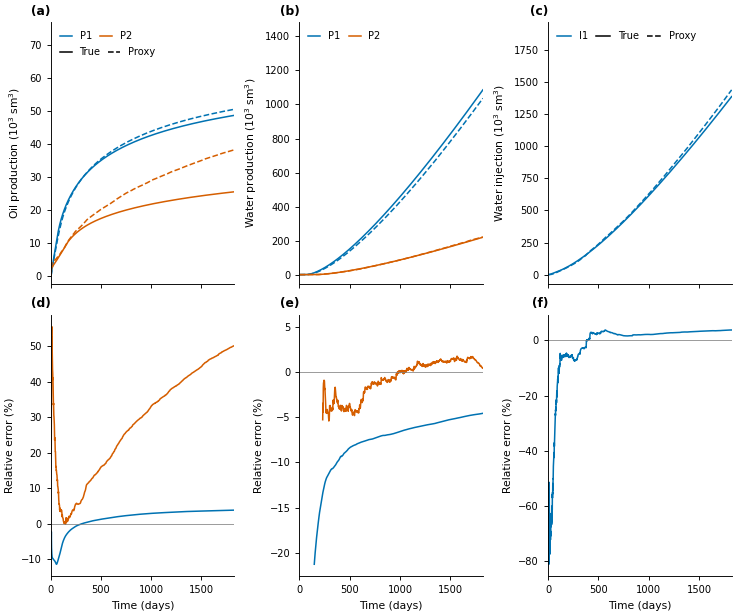 (a)
P1 P2
True Proxy
Oil production (10³ sm³)
70
60
50
40
30
20
10
0
0 500 1000 1500
(b)
P1 P2
Water production (10³ sm³)
1400
1200
1000
800
600
400
200
0
(c)
I1 True Proxy
Water injection (10³ sm³)
1750
1500
1250
1000
750
500
250
0
(d)
Relative error (%)
50
40
30
20
10
0
−10
0 500 1000 1500
Time (days)
(e)
Relative error (%)
5
0
−5
−10
−15
−20
0 500 1000 1500
Time (days)
(f)
Relative error (%)
0
−20
−40
−60
−80
0 500 1000 1500
Time (days)